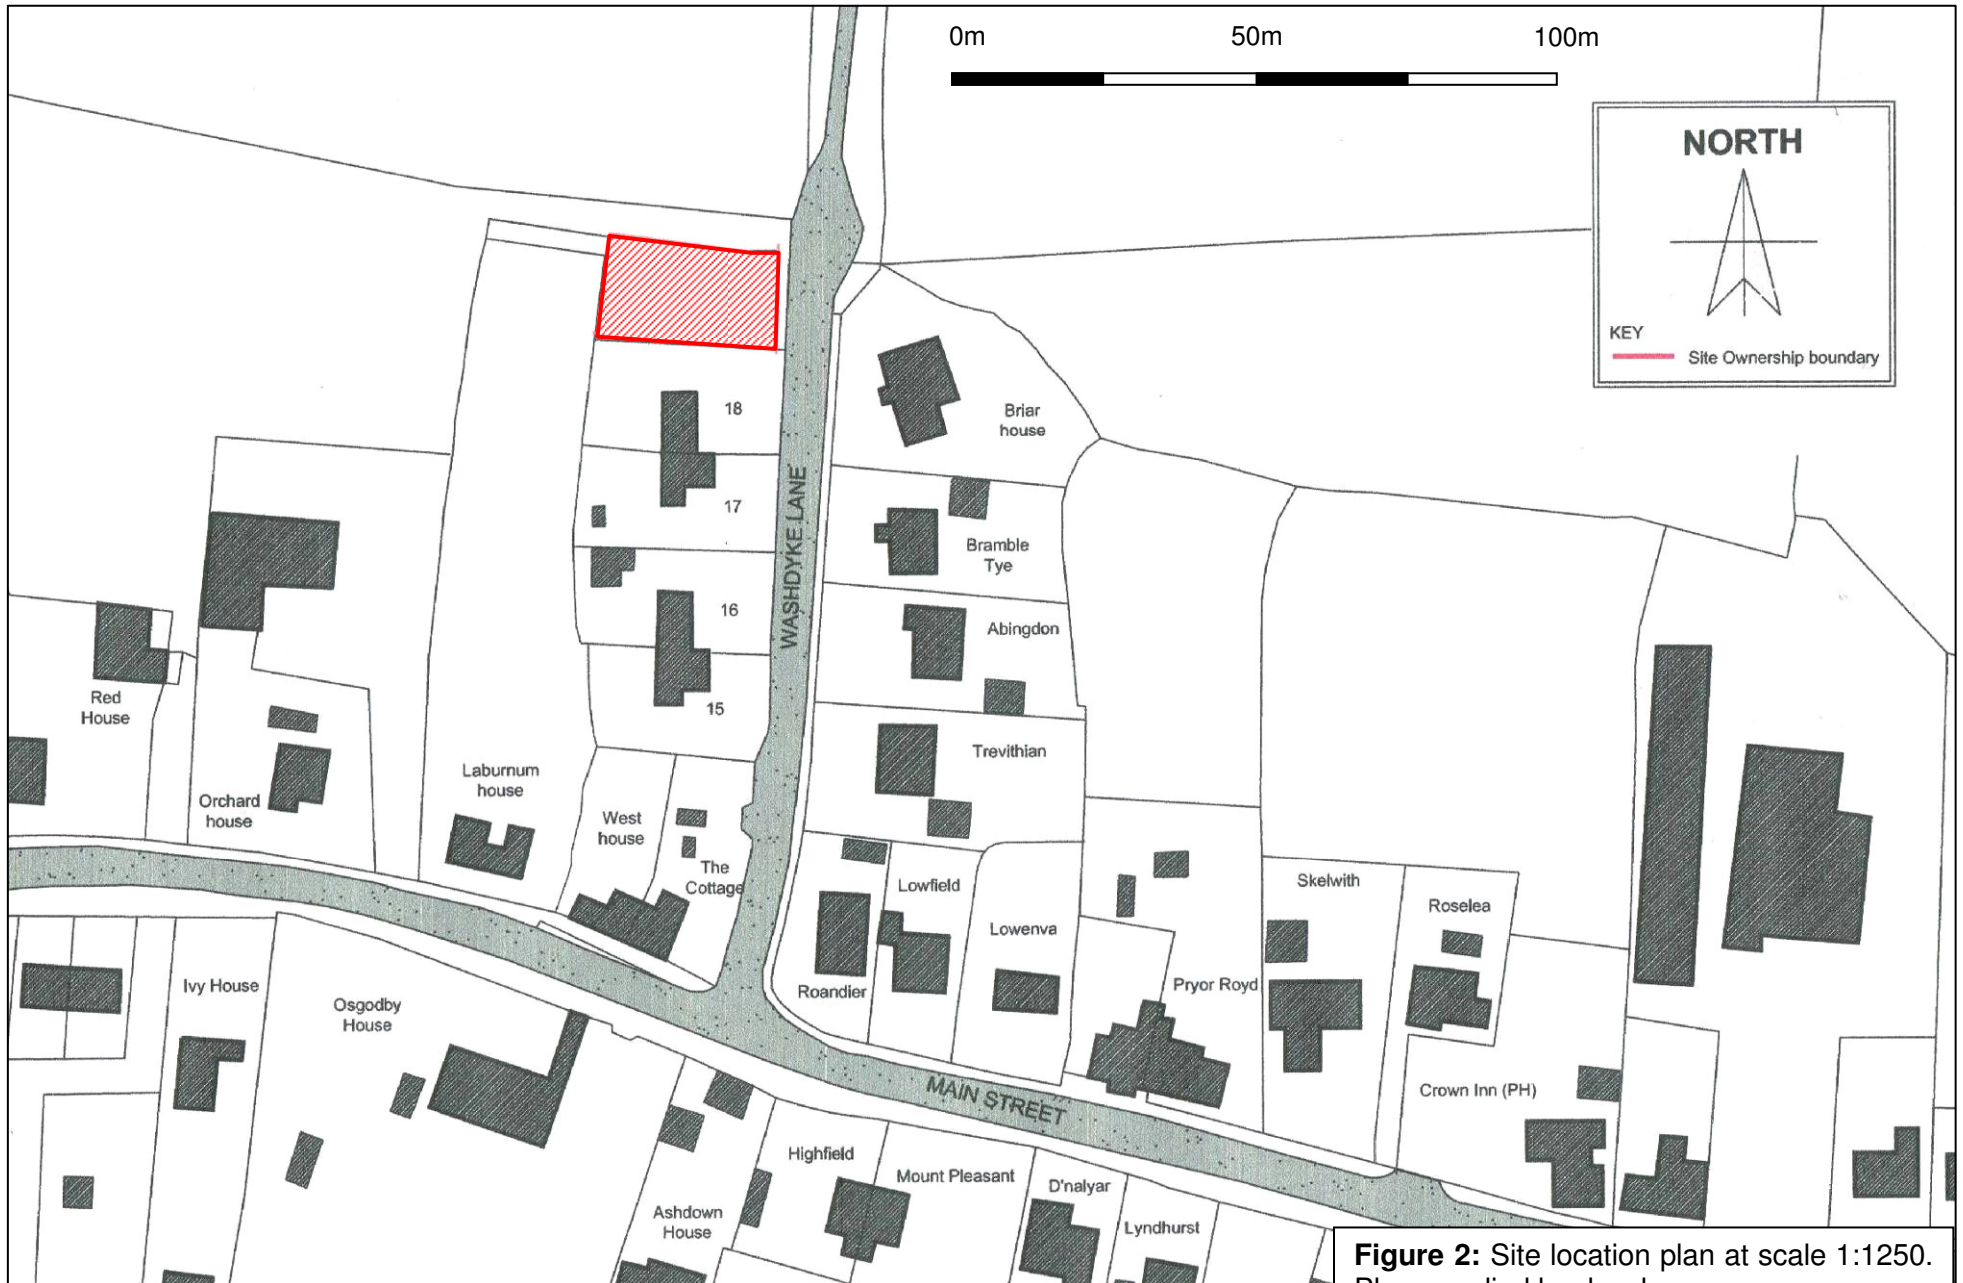 0m 50m 100m
NORTH
KEY
Site Ownership boundary
18
17
16
15
WASHDYKE LANE
Briar
house
Bramble
Tye
Abingdon
Trevithian
Red
House
Orchard
house
Laburnum
house
West
house
The
Cottage
Lowfield
Lowenva
Roandier
Skelwith
Roselea
Pryor Royd
Ivy House
Osgodby
House
MAIN STREET
Crown Inn (PH)
Highfield
Mount Pleasant
D'nalyar
Ashdown
House
Lyndhurst
Figure 2: Site location plan at scale 1:1250.